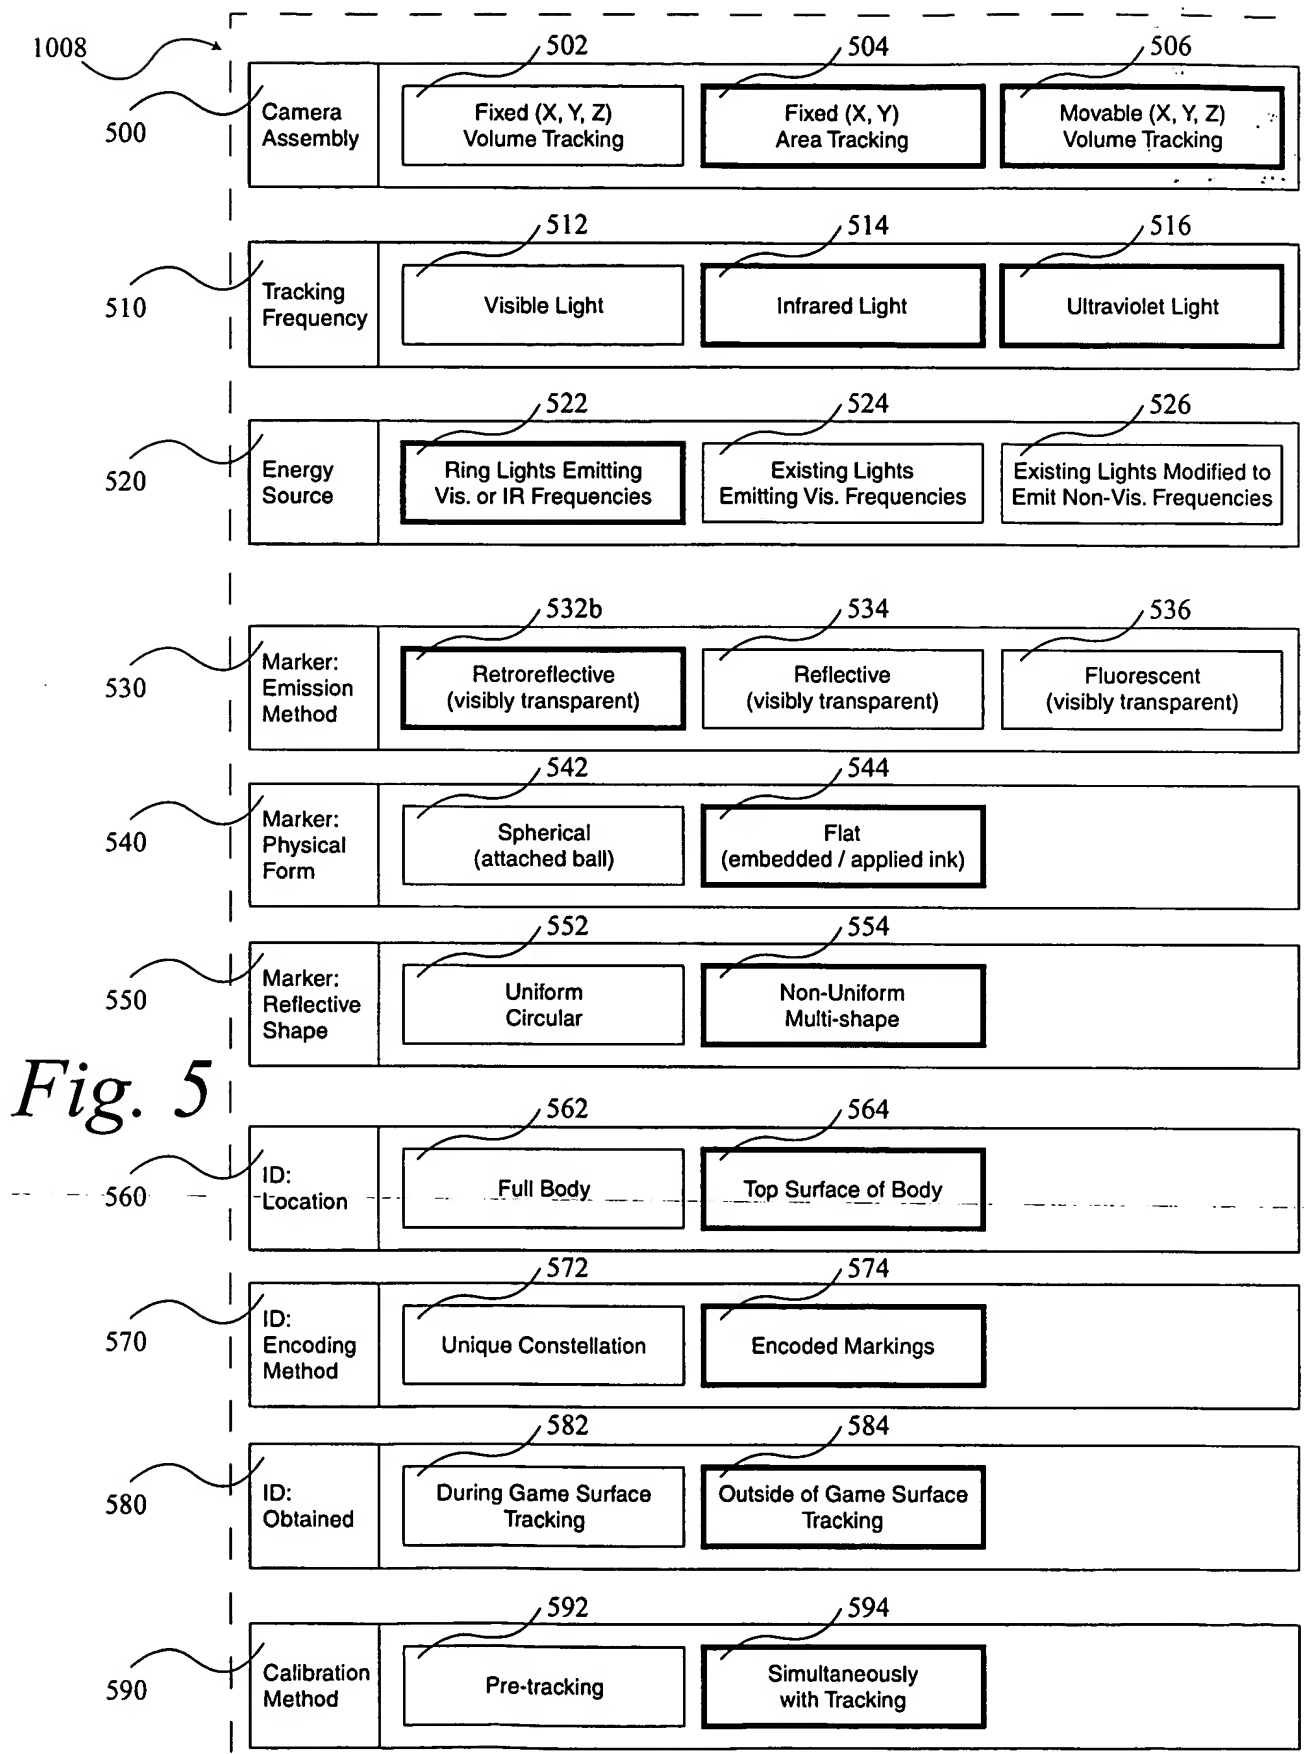 1008
502
504
506
500
Camera
Assembly
Fixed (X, Y, Z)
Volume Tracking
Fixed (X, Y)
Area Tracking
Movable (X, Y, Z)
Volume Tracking
512
514
516
510
Tracking
Frequency
Visible Light
Infrared Light
Ultraviolet Light
522
524
526
520
Energy
Source
Ring Lights Emitting
Vis. or IR Frequencies
Existing Lights
Emitting Vis. Frequencies
Existing Lights Modified to
Emit Non-Vis. Frequencies
532b
534
536
530
Marker:
Emission
Method
Retroreflective
(visibly transparent)
Reflective
(visibly transparent)
Fluorescent
(visibly transparent)
542
544
540
Marker:
Physical
Form
Spherical
(attached ball)
Flat
(embedded / applied ink)
552
554
550
Marker:
Reflective
Shape
Uniform
Circular
Non-Uniform
Multi-shape
Fig. 5
562
564
560
ID:
Location
Full Body
Top Surface of Body
572
574
570
ID:
Encoding
Method
Unique Constellation
Encoded Markings
582
584
580
ID:
Obtained
During Game Surface
Tracking
Outside of Game Surface
Tracking
592
594
590
Calibration
Method
Pre-tracking
Simultaneously
with Tracking